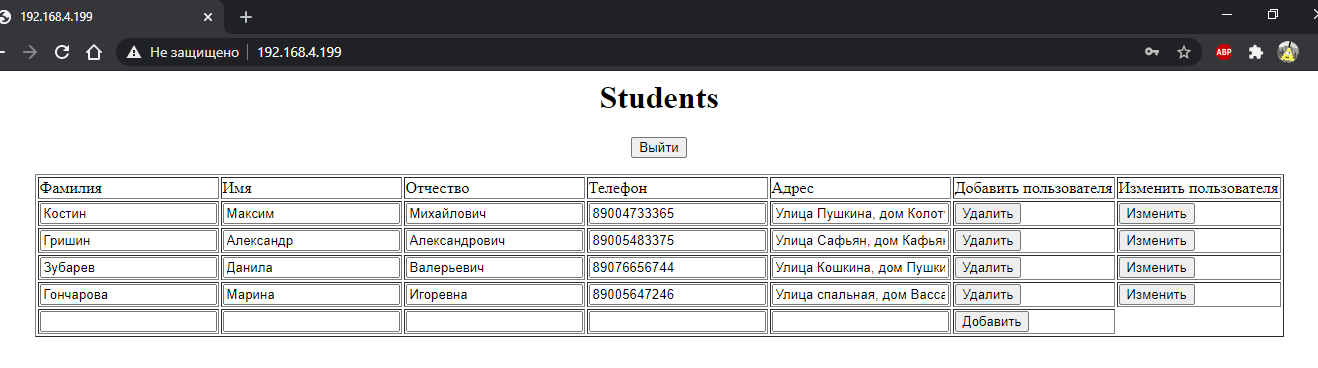 192.168.4.199
Не защищено 192.168.4.199
ABP
Students
Выйти
Фамилия Имя Отчество Телефон Адрес Добавить пользователя Изменить пользователя
Костин Максим Михайлович 89004733365 Улица Пушкина, дом Колот Удалить Изменить
Гришин Александр Александрович 89005483375 Улица Сафьян, дом Кафьян Удалить Изменить
Зубарев Данила Валерьевич 89076656744 Улица Кошкина, дом Пушки Удалить Изменить
Гончарова Марина Игоревна 89005647246 Улица спальная, дом Васса Удалить Изменить
Добавить